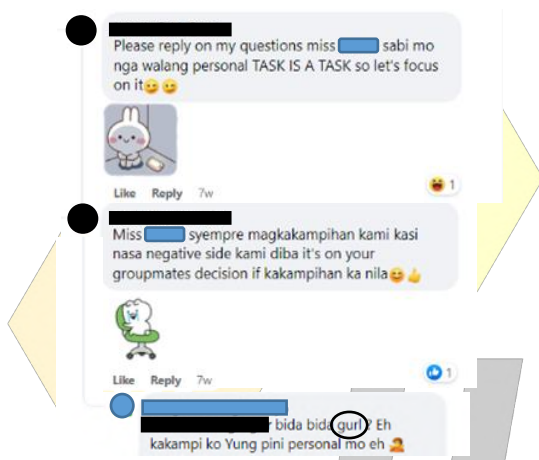 Please reply on my questions miss sabi mo
nga walang personal TASK IS A TASK so let's focus
on it😉😉
Like Reply 7w
😆 1
Miss syempre magkakampihan kami kasi
nasa negative side kami diba it's on your
groupmates decision if kakampihan ka nila😊👍
Like Reply 7w
👍 1
bida bida gurl? Eh
kakampi ko Yung pini personal mo eh 🤦